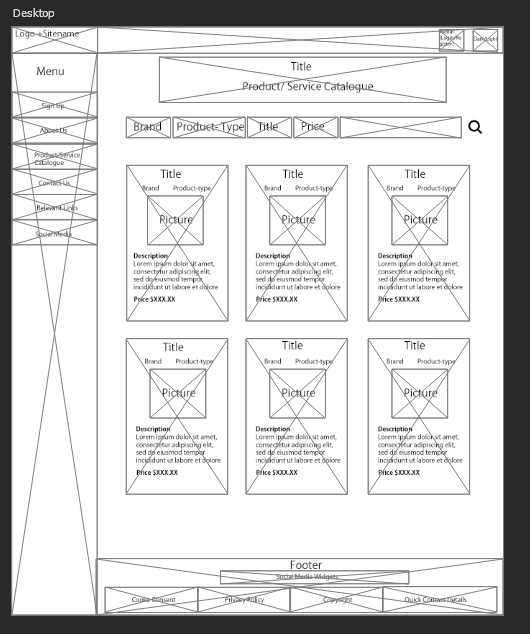 Desktop
Logo + Sitename
Dark/Light
Menu
Title
Product/ Service Catalogue
Sign Up
About Us
Product/Service
Catalogue
Contact Us
Relevant Links
Social Media
Brand Product-Type Title Price
Title
Brand Product-type
Picture
Description
Lorem ipsum dolor sit amet,
consectetur adipiscing elit,
sed do eiusmod tempor
incididunt ut labore et dolore
Price $XXX.XX
Title
Brand Product-type
Picture
Description
Lorem ipsum dolor sit amet,
consectetur adipiscing elit,
sed do eiusmod tempor
incididunt ut labore et dolore
Price $XXX.XX
Title
Brand Product-type
Picture
Description
Lorem ipsum dolor sit amet,
consectetur adipiscing elit,
sed do eiusmod tempor
incididunt ut labore et dolore
Price $XXX.XX
Title
Brand Product-type
Picture
Description
Lorem ipsum dolor sit amet,
consectetur adipiscing elit,
sed do eiusmod tempor
incididunt ut labore et dolore
Price $XXX.XX
Title
Brand Product-type
Picture
Description
Lorem ipsum dolor sit amet,
consectetur adipiscing elit,
sed do eiusmod tempor
incididunt ut labore et dolore
Price $XXX.XX
Title
Brand Product-type
Picture
Description
Lorem ipsum dolor sit amet,
consectetur adipiscing elit,
sed do eiusmod tempor
incididunt ut labore et dolore
Price $XXX.XX
Footer
Social Media Widgets
Cookie Consent Privacy Policy Copyright Quick Contact Details